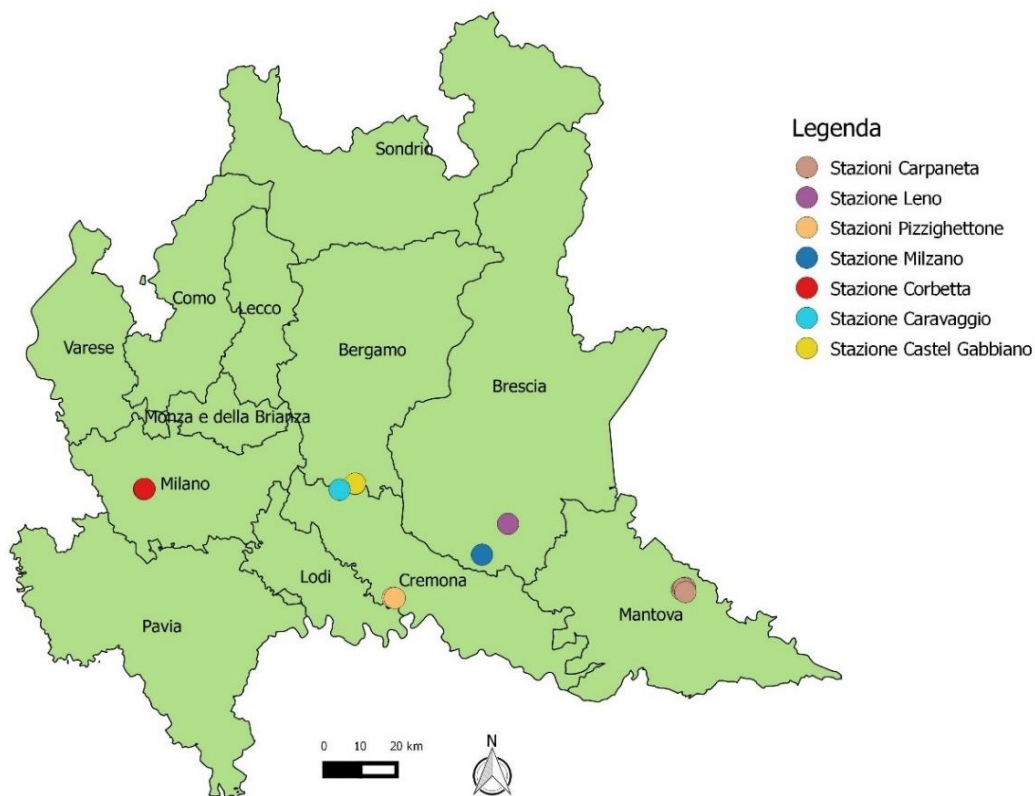 Sondrio
Como
Lecco
Varese
Bergamo
Brescia
Monza e della Brianza
Milano
Lodi
Cremona
Pavia
Mantova
Legenda
Stazioni Carpaneta
Stazione Leno
Stazioni Pizzighettone
Stazione Milzano
Stazione Corbetta
Stazione Caravaggio
Stazione Castel Gabbiano
0 10 20 km
N